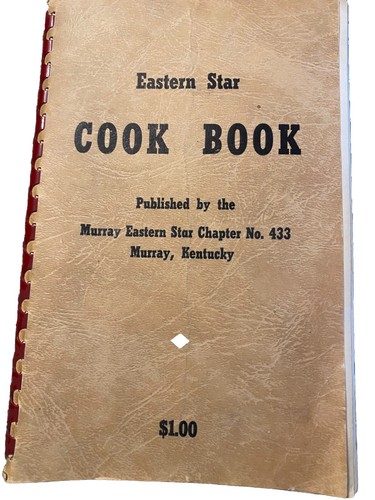 Eastern Star
COOK BOOK
Published by the
Murray Eastern Star Chapter No. 433
Murray, Kentucky
$1.00